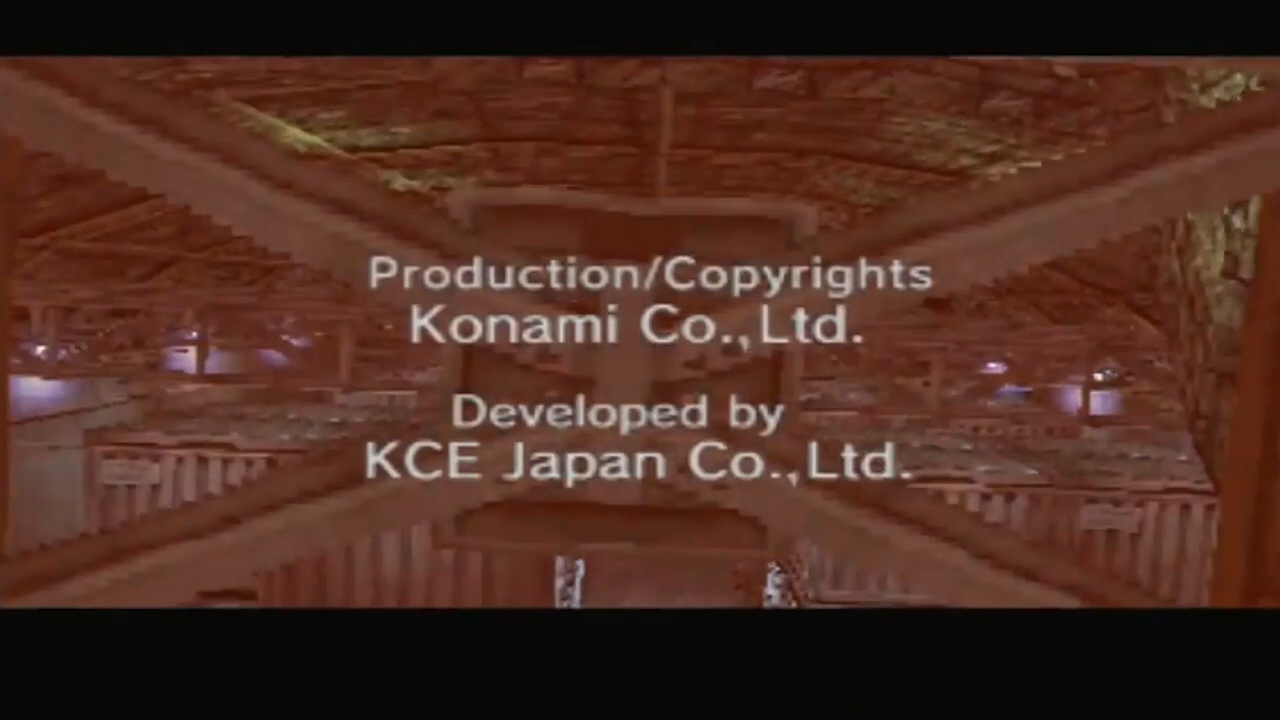 Production/Copyrights
Konami Co.,Ltd.
Developed by
KCE Japan Co.,Ltd.